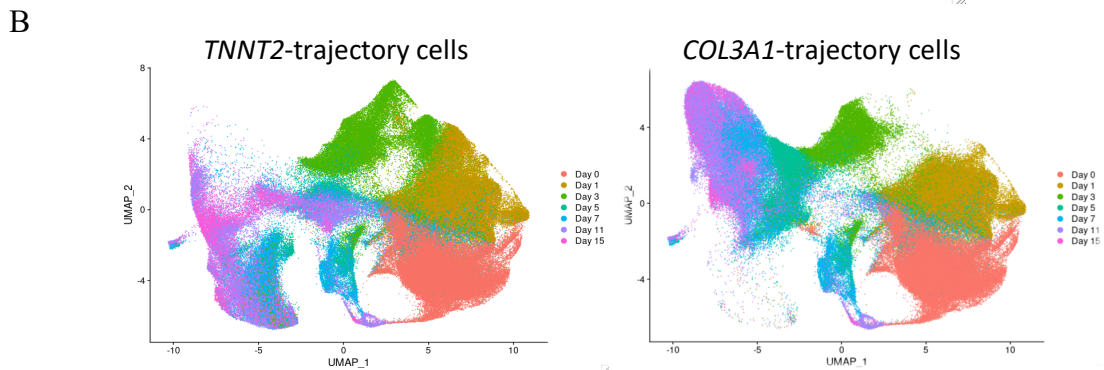 B
TNNT2-trajectory cells
8
4
0
-4
UMAP_2
-10
-5
0
5
10
UMAP_1
Day 0
Day 1
Day 3
Day 5
Day 7
Day 11
Day 15
COL3A1-trajectory cells
4
0
-4
UMAP_2
-10
-5
0
5
10
UMAP_1
Day 0
Day 1
Day 3
Day 5
Day 7
Day 11
Day 15